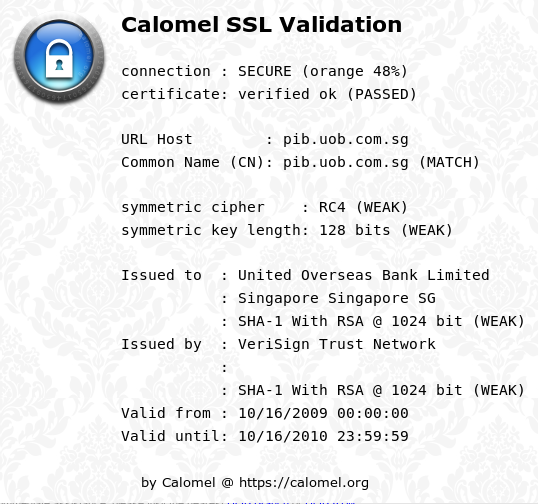 Calomel SSL Validation
connection : SECURE (orange 48%)
certificate: verified ok (PASSED)
URL Host : pib.uob.com.sg
Common Name (CN): pib.uob.com.sg (MATCH)
symmetric cipher : RC4 (WEAK)
symmetric key length: 128 bits (WEAK)
Issued to : United Overseas Bank Limited
: Singapore Singapore SG
: SHA-1 With RSA @ 1024 bit (WEAK)
Issued by : VeriSign Trust Network
:
: SHA-1 With RSA @ 1024 bit (WEAK)
Valid from : 10/16/2009 00:00:00
Valid until: 10/16/2010 23:59:59
by Calomel @ https://calomel.org